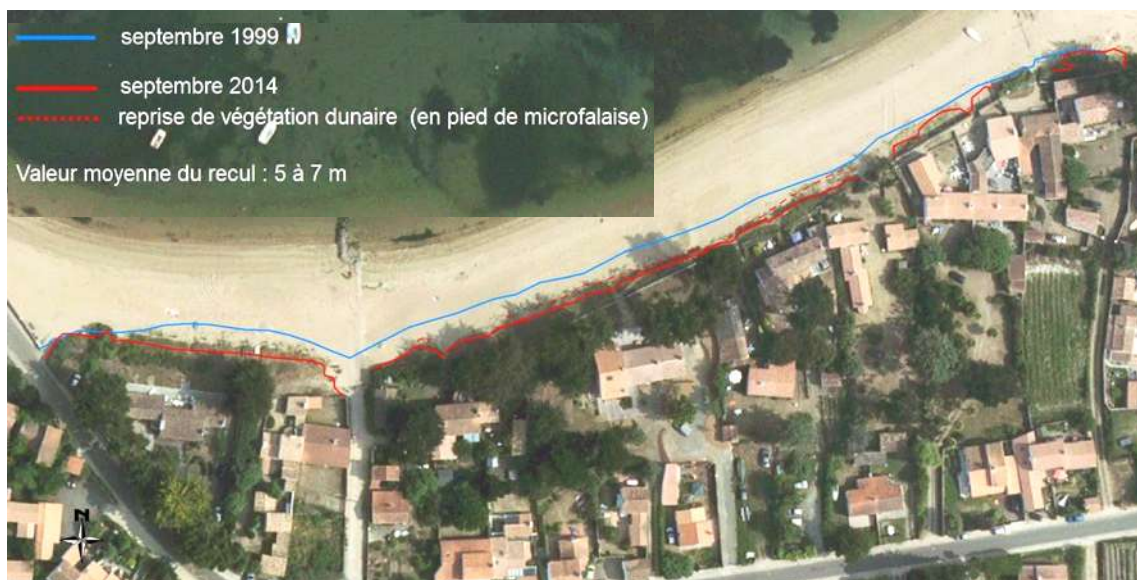 septembre 1999
septembre 2014
reprise de végétation dunaire (en pied de microfalaise)
Valeur moyenne du recul : 5 à 7 m
N